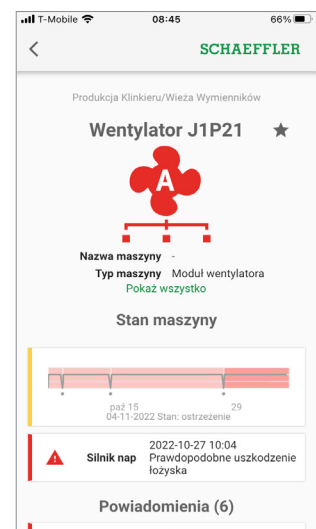 T-Mobile 08:45 66%
SCHAEFFLER
Produkcja Klinkieru/Wieża Wymienników
Wentylator J1P21
A
Nazwa maszyny -
Typ maszyny Moduł wentylatora
Pokaż wszystko
Stan maszyny
paź 15 29
04-11-2022 Stan: ostrzeżenie
2022-10-27 10:04
Silnik nap Prawdopodobne uszkodzenie
łożyska
Powiadomienia (6)